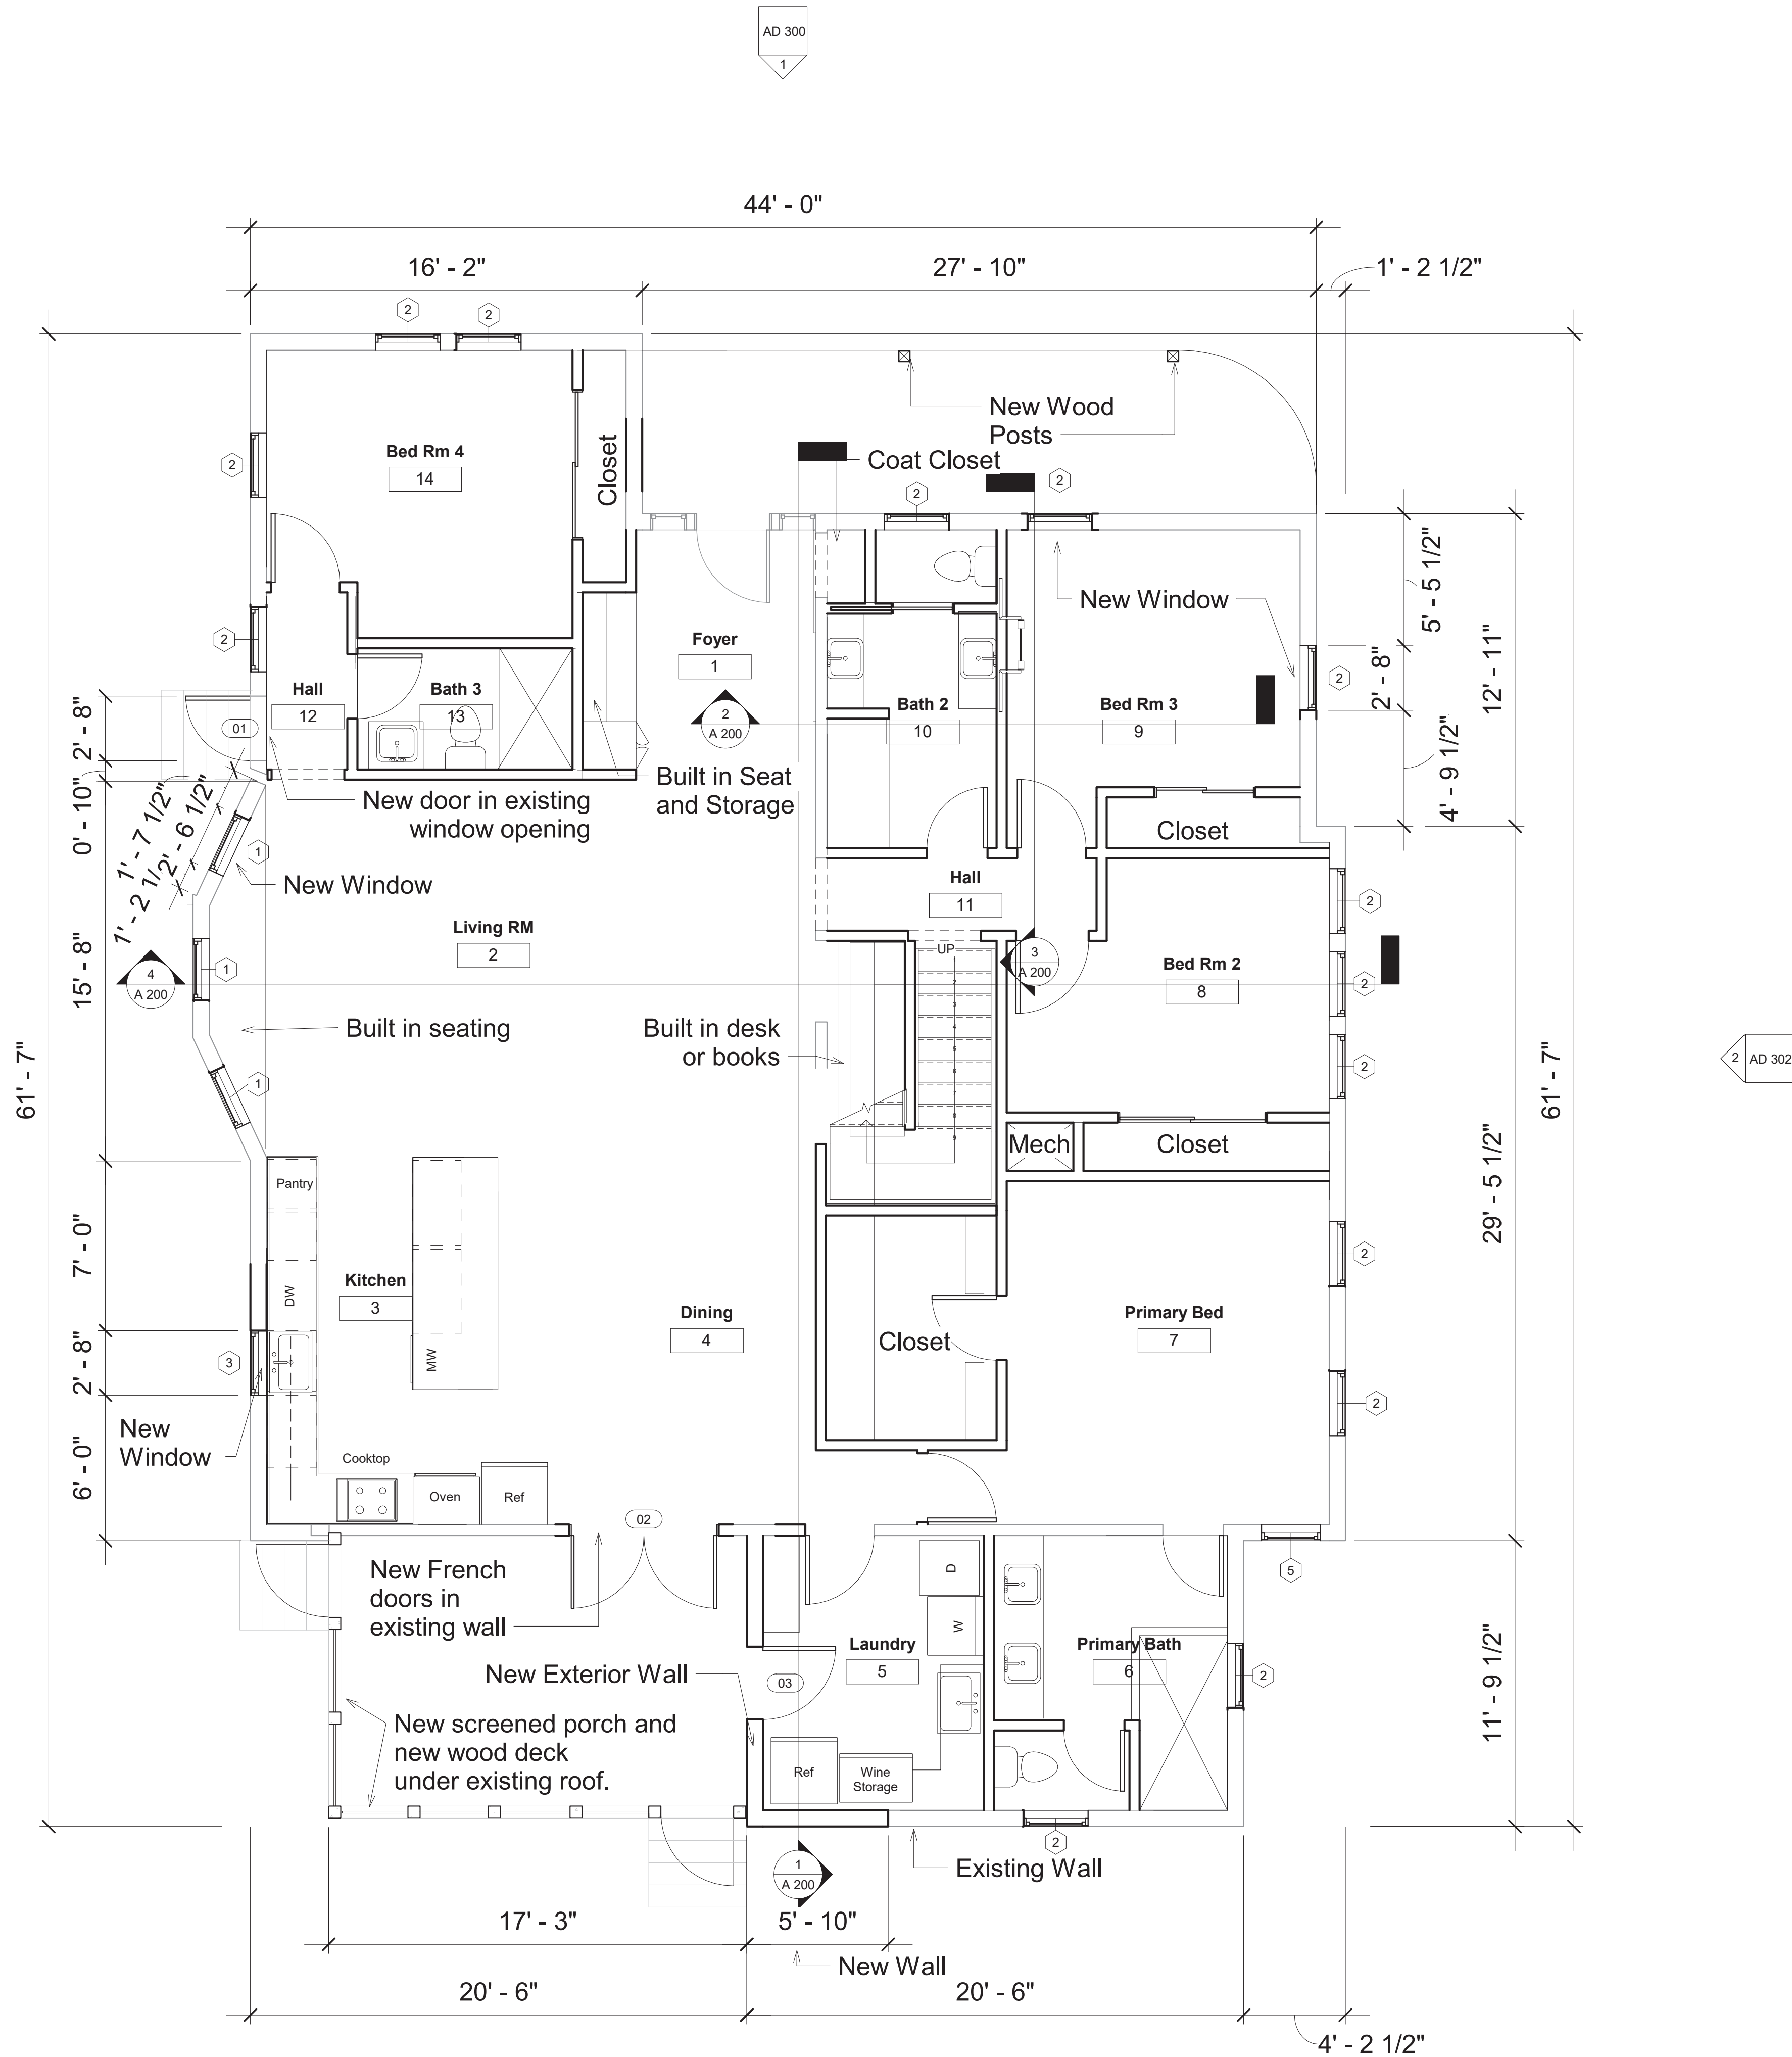 AD 300
1
44' - 0"
16' - 2"
27' - 10"
1' - 2 1/2"
2
2
New Wood
Posts
Coat Closet
Bed Rm 4
14
Closet
2
2
2
5' - 5 1/2"
12' - 11"
New Window
2
Foyer
1
2
2' - 8"
Hall
12
Bath 3
13
2
A 200
Bath 2
10
Bed Rm 3
9
2' - 8"
01
4' - 9 1/2"
Built in Seat
and Storage
New door in existing
window opening
0' - 10"
1' - 7 1/2"
2' - 6 1/2"
1' - 2 1/2"
1
New Window
Closet
Hall
11
2
Living RM
2
UP
1
2
3
4
5
6
7
8
9
3
A 200
Bed Rm 2
8
2
15' - 8"
4
A 200
1
Built in seating
Built in desk
or books
61' - 7"
61' - 7"
2
AD 302
2
1
Mech
Closet
29' - 5 1/2"
Pantry
7' - 0"
DW
Kitchen
3
2
Dining
4
Primary Bed
7
Closet
2' - 8"
3
MW
2
New
Window
6' - 0"
Cooktop
Oven
Ref
02
New French
doors in
existing wall
D
W
5
Laundry
5
Primary Bath
6
2
11' - 9 1/2"
New Exterior Wall
03
New screened porch and
new wood deck
under existing roof.
Ref
Wine
Storage
2
1
A 200
Existing Wall
17' - 3"
5' - 10"
New Wall
20' - 6"
20' - 6"
4' - 2 1/2"